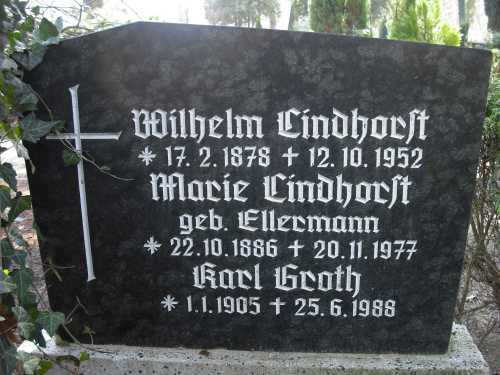 Wilhelm Lindhorst
* 17. 2. 1878 + 12. 10. 1952
Marie Lindhorst
geb. Ellermann
* 22.10. 1886 + 20.11. 1977
Karl Groth
* 1.1. 1905 + 25. 6. 1988